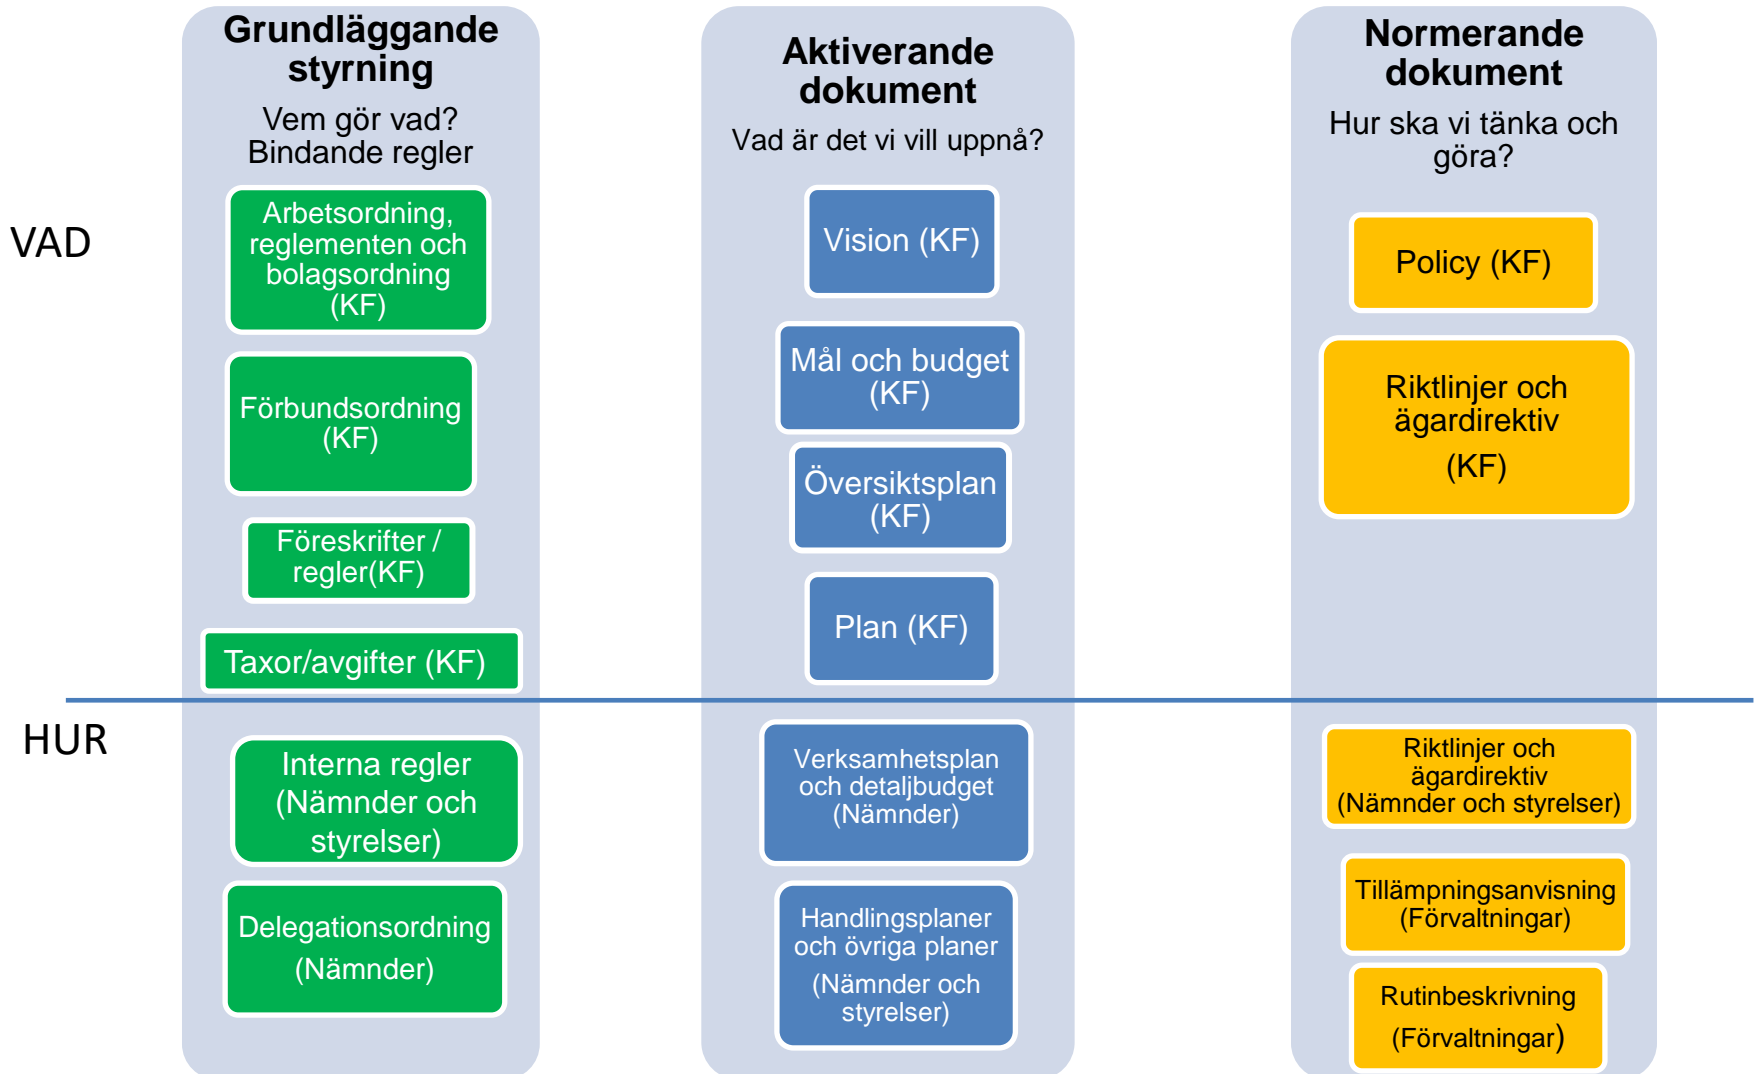 Grundläggande
styrning
Vem gör vad?
Bindande regler
Aktiverande
dokument
Vad är det vi vill uppnå?
Normerande
dokument
Hur ska vi tänka och
göra?
VAD
Arbetsordning,
reglementen och
bolagsordning
(KF)
Förbundsordning
(KF)
Föreskrifter /
regler(KF)
Taxor/avgifter (KF)
Vision (KF)
Mål och budget
(KF)
Översiktsplan
(KF)
Plan (KF)
Policy (KF)
Riktlinjer och
ägardirektiv
(KF)
HUR
Interna regler
(Nämnder och
styrelser)
Delegationsordning
(Nämnder)
Verksamhetsplan
och detaljbudget
(Nämnder)
Handlingsplaner
och övriga planer
(Nämnder och
styrelser)
Riktlinjer och
ägardirektiv
(Nämnder och styrelser)
Tillämpningsanvisning
(Förvaltningar)
Rutinbeskrivning
(Förvaltningar)